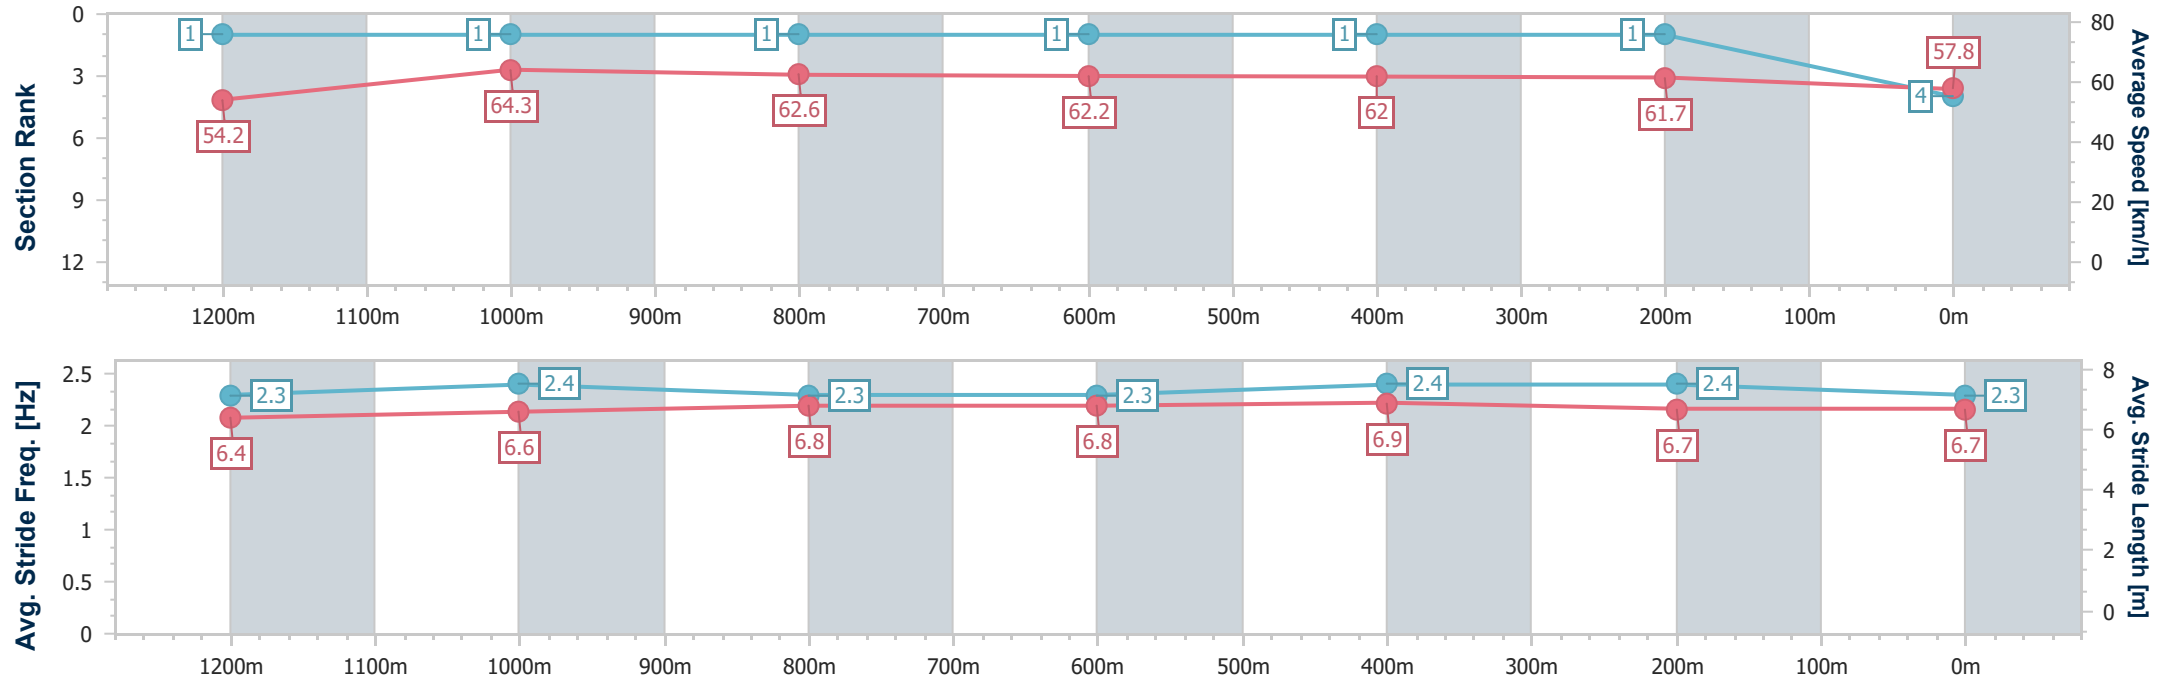 Section Rank
0
3
6
9
12
1 1 1 1 1 1 4
54.2 64.3 62.6 62.2 62 61.7 57.8
80
60
40
20
0
Average Speed [km/h]
1200m 1100m 1000m 900m 800m 700m 600m 500m 400m 300m 200m 100m 0m
Avg. Stride Freq. [Hz]
2.5
2
1.5
1
0.5
0
2.3 2.4 2.3 2.3 2.4 2.4 2.3
6.4 6.6 6.8 6.8 6.9 6.7 6.7
8
6
4
2
0
Avg. Stride Length [m]
1200m 1100m 1000m 900m 800m 700m 600m 500m 400m 300m 200m 100m 0m